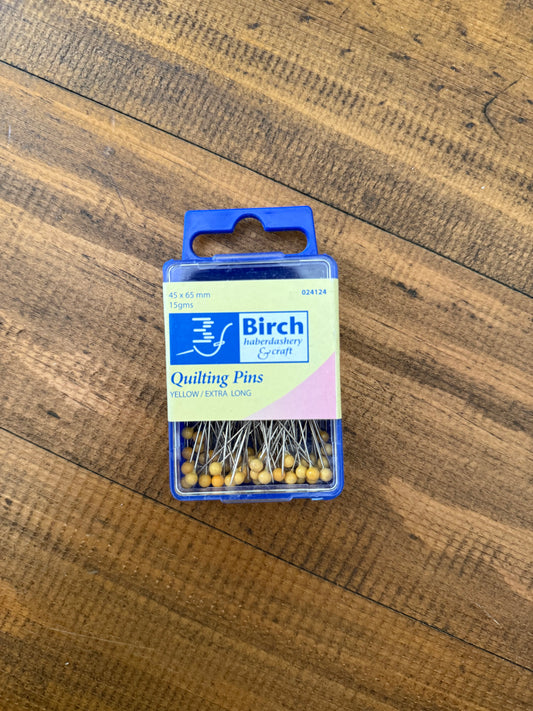 45 x 65 mm
024124
15gms
Birch
haberdashery
& craft
Quilting Pins
YELLOW / EXTRA LONG